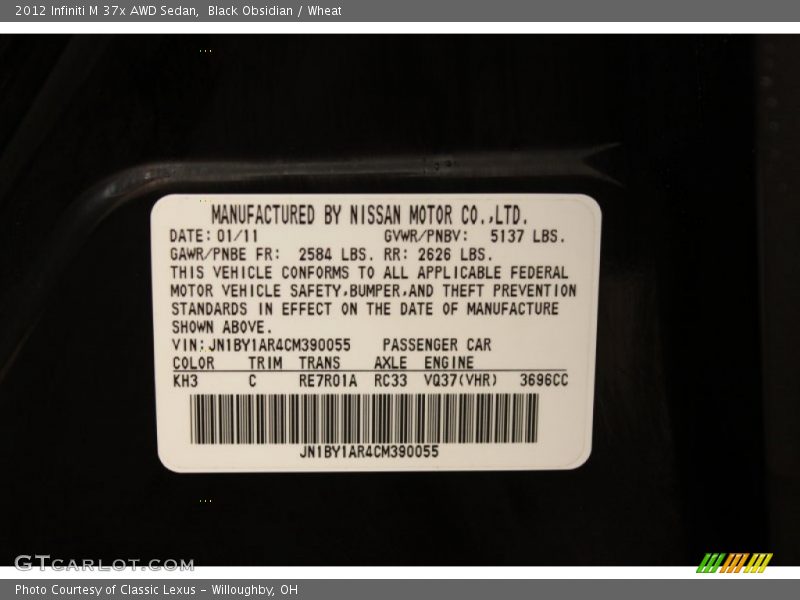 2012 Infiniti M 37x AWD Sedan,  Black Obsidian / Wheat
MANUFACTURED BY NISSAN MOTOR CO.,LTD.
DATE: 01/11 GVWR/PNBV: 5137 LBS.
GAWR/PNBE FR: 2584 LBS. RR: 2626 LBS.
THIS VEHICLE CONFORMS TO ALL APPLICABLE FEDERAL
MOTOR VEHICLE SAFETY,BUMPER,AND THEFT PREVENTION
STANDARDS IN EFFECT ON THE DATE OF MANUFACTURE
SHOWN ABOVE.
VIN: JN1BY1AR4CM390055 PASSENGER CAR
COLOR TRIM TRANS AXLE ENGINE
KH3 C RE7R01A RC33 VQ37(VHR) 3696CC
JN1BY1AR4CM390055
GTCARLOT.COM
Photo Courtesy of Classic Lexus - Willoughby, OH